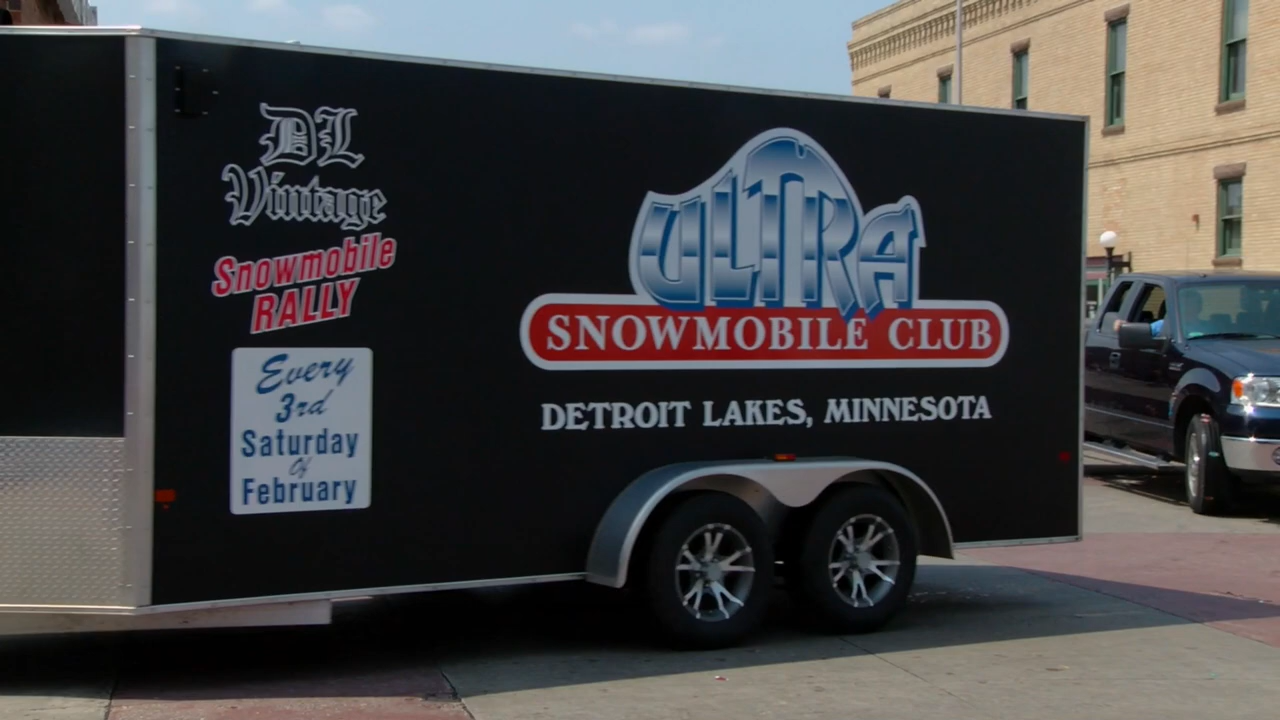 DL
Vintage
Snowmobile
RALLY
Every
3rd
Saturday
Of
February
ULTRA
SNOWMOBILE CLUB
DETROIT LAKES, MINNESOTA